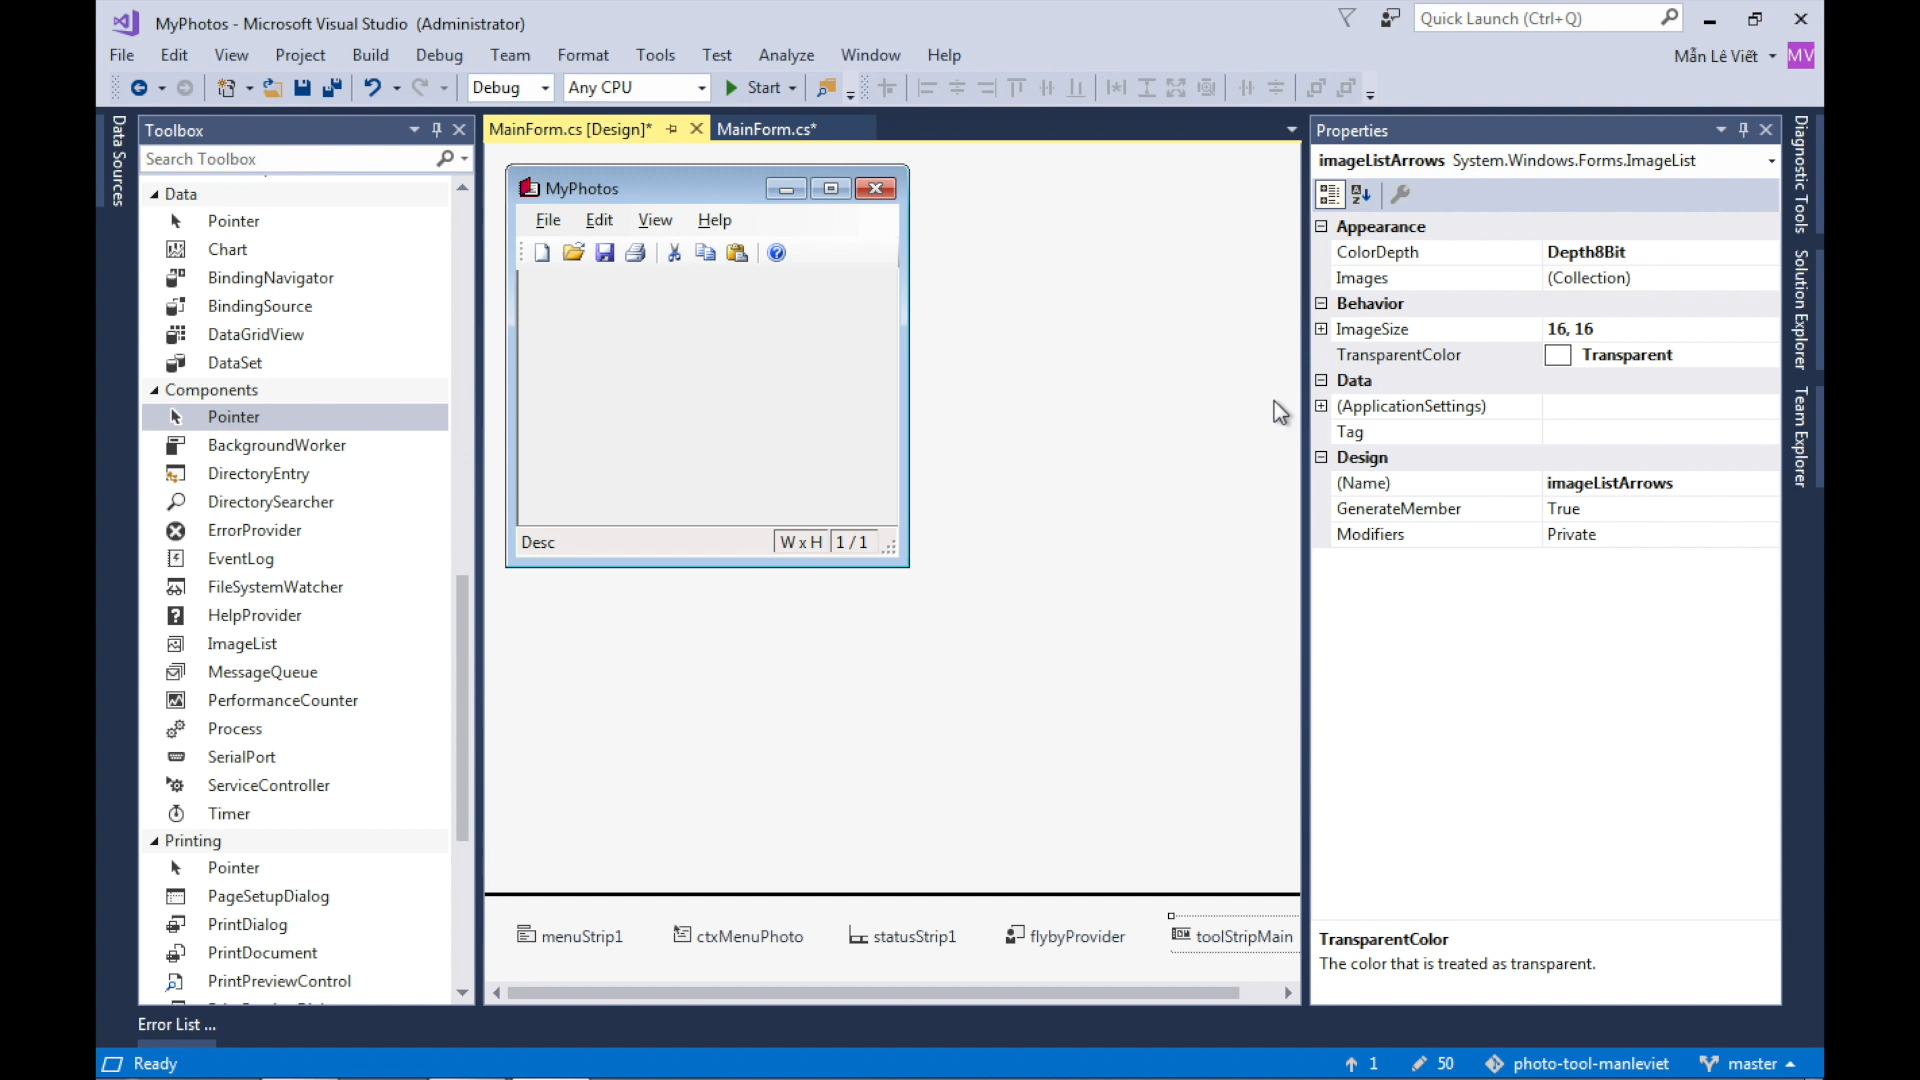 MyPhotos - Microsoft Visual Studio (Administrator)
Quick Launch (Ctrl+Q)
File Edit View Project Build Debug Team Format Tools Test Analyze Window Help
Mẫn Lê Viết MV
Debug Any CPU Start
Data Sources
Toolbox
Search Toolbox
Data
Pointer
Chart
BindingNavigator
BindingSource
DataGridView
DataSet
Components
Pointer
BackgroundWorker
DirectoryEntry
DirectorySearcher
ErrorProvider
EventLog
FileSystemWatcher
HelpProvider
ImageList
MessageQueue
PerformanceCounter
Process
SerialPort
ServiceController
Timer
Printing
Pointer
PageSetupDialog
PrintDialog
PrintDocument
PrintPreviewControl
MainForm.cs [Design]* MainForm.cs*
MyPhotos
File Edit View Help
Desc W x H 1 / 1
menuStrip1 ctxMenuPhoto statusStrip1 flybyProvider toolStripMain
Properties
imageListArrows System.Windows.Forms.ImageList
Appearance
ColorDepth Depth8Bit
Images (Collection)
Behavior
ImageSize 16, 16
TransparentColor Transparent
Data
(ApplicationSettings)
Tag
Design
(Name) imageListArrows
GenerateMember True
Modifiers Private
TransparentColor
The color that is treated as transparent.
Diagnostic Tools
Solution Explorer
Team Explorer
Error List ...
Ready
1 50 photo-tool-manleviet master